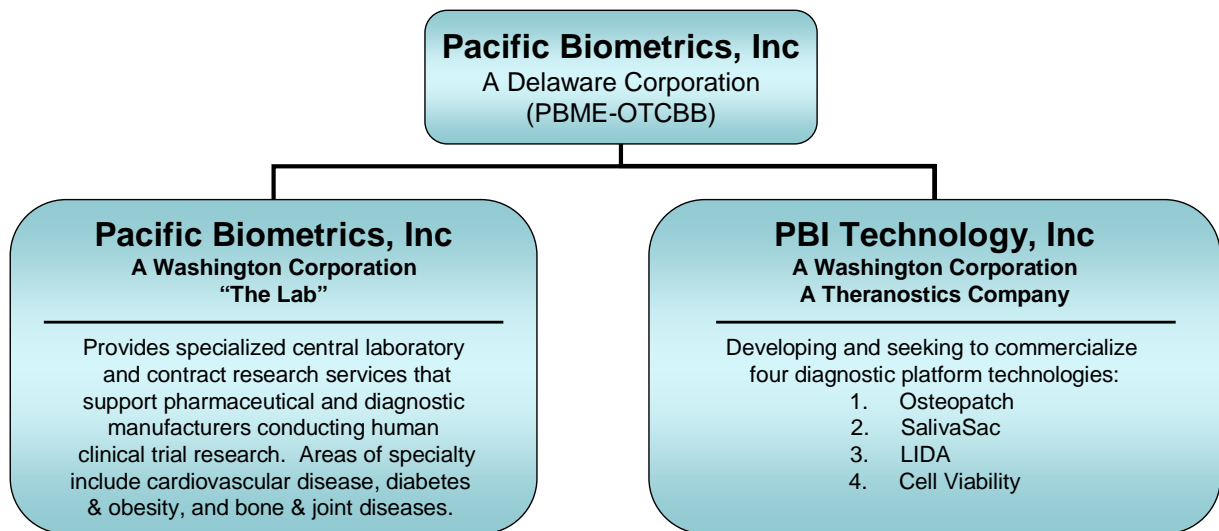 Pacific Biometrics, Inc
A Delaware Corporation
(PBME-OTCBB)
Pacific Biometrics, Inc
A Washington Corporation
“The Lab”
Provides specialized central laboratory
and contract research services that
support pharmaceutical and diagnostic
manufacturers conducting human
clinical trial research.  Areas of specialty
include cardiovascular disease, diabetes
& obesity, and bone & joint diseases.
PBI Technology, Inc
A Washington Corporation
A Theranostics Company
Developing and seeking to commercialize
four diagnostic platform technologies:
1. Osteopatch
2. SalivaSac
3. LIDA
4. Cell Viability